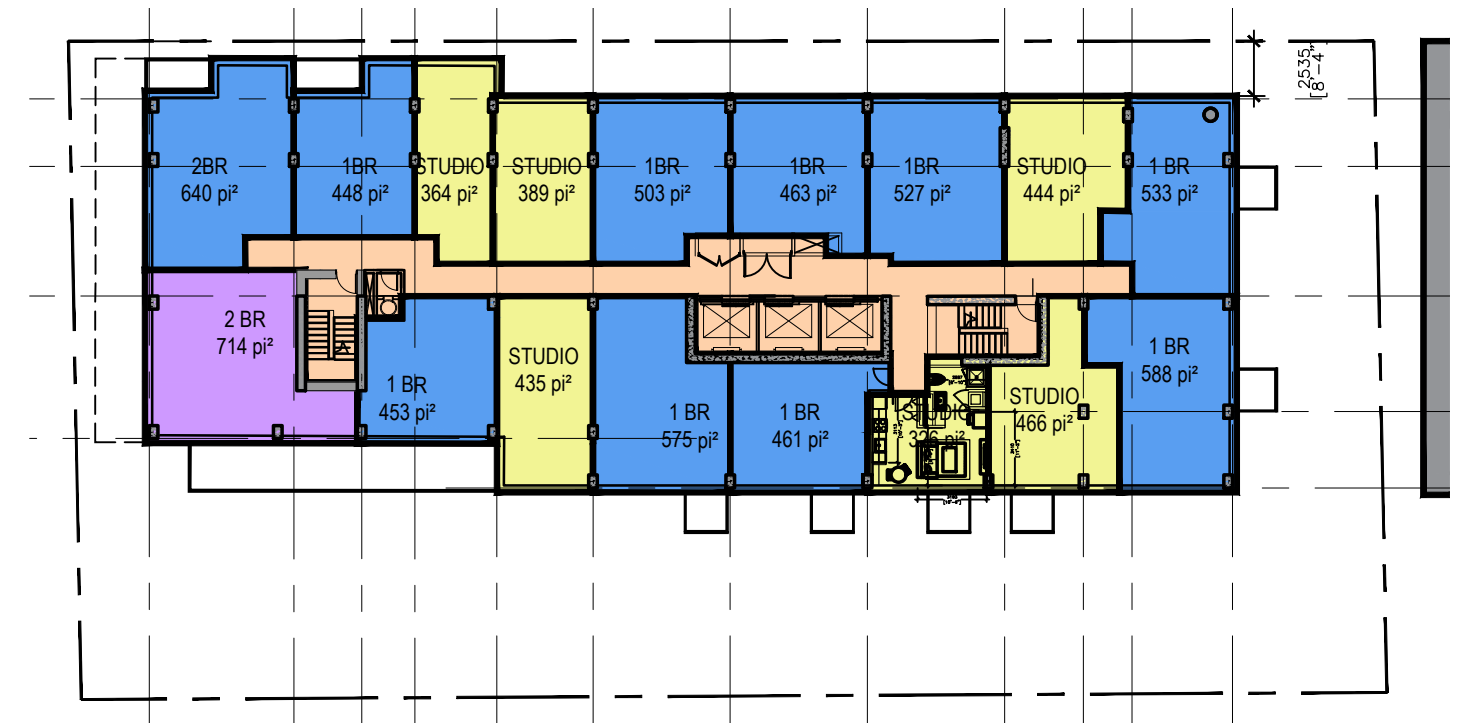 2535
[8'-4"]
2BR
640 pi²
1BR
448 pi²
STUDIO
364 pi²
STUDIO
389 pi²
1BR
503 pi²
1BR
463 pi²
1BR
527 pi²
STUDIO
444 pi²
1 BR
533 pi²
2 BR
714 pi²
1 BR
453 pi²
STUDIO
435 pi²
1 BR
575 pi²
1 BR
461 pi²
STUDIO
326 pi²
STUDIO
466 pi²
1 BR
588 pi²